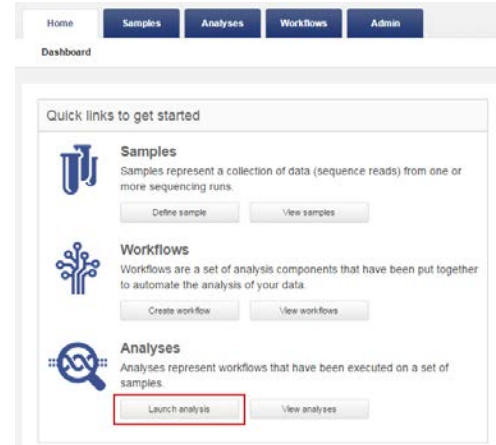 Home Samples Analyses Workflows Admin
Dashboard
Quick links to get started
Samples
Samples represent a collection of data (sequence reads) from one or
more sequencing runs.
Define sample View samples
Workflows
Workflows are a set of analysis components that have been put together
to automate the analysis of your data.
Create workflow View workflows
Analyses
Analyses represent workflows that have been executed on a set of
samples.
Launch analysis View analyses